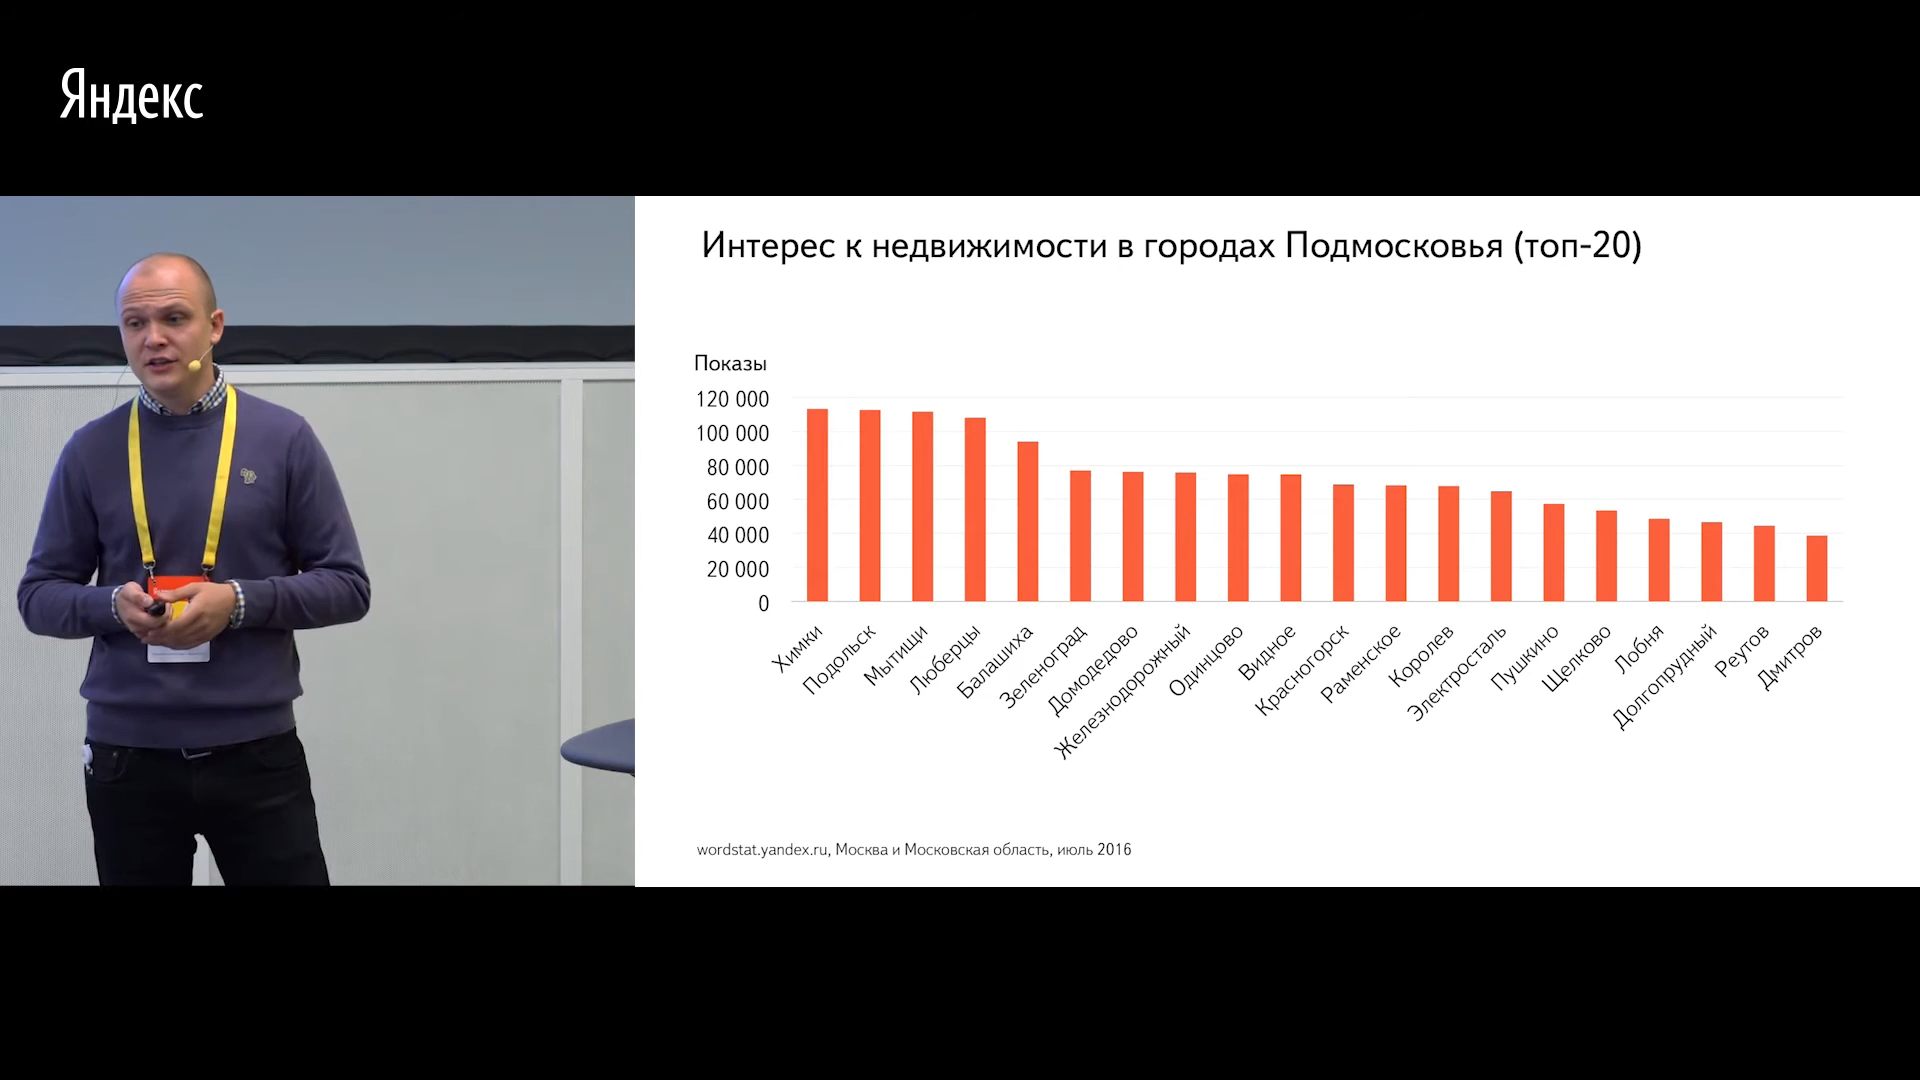 Яндекс
Интерес к недвижимости в городах Подмосковья (топ-20)
Показы
120 000
100 000
80 000
60 000
40 000
20 000
0
Химки
Подольск
Мытищи
Люберцы
Балашиха
Зеленоград
Домодедово
Железнодорожный
Одинцово
Видное
Красногорск
Раменское
Королев
Электросталь
Пушкино
Щелково
Лобня
Долгопрудный
Реутов
Дмитров
wordstat.yandex.ru, Москва и Московская область, июль 2016